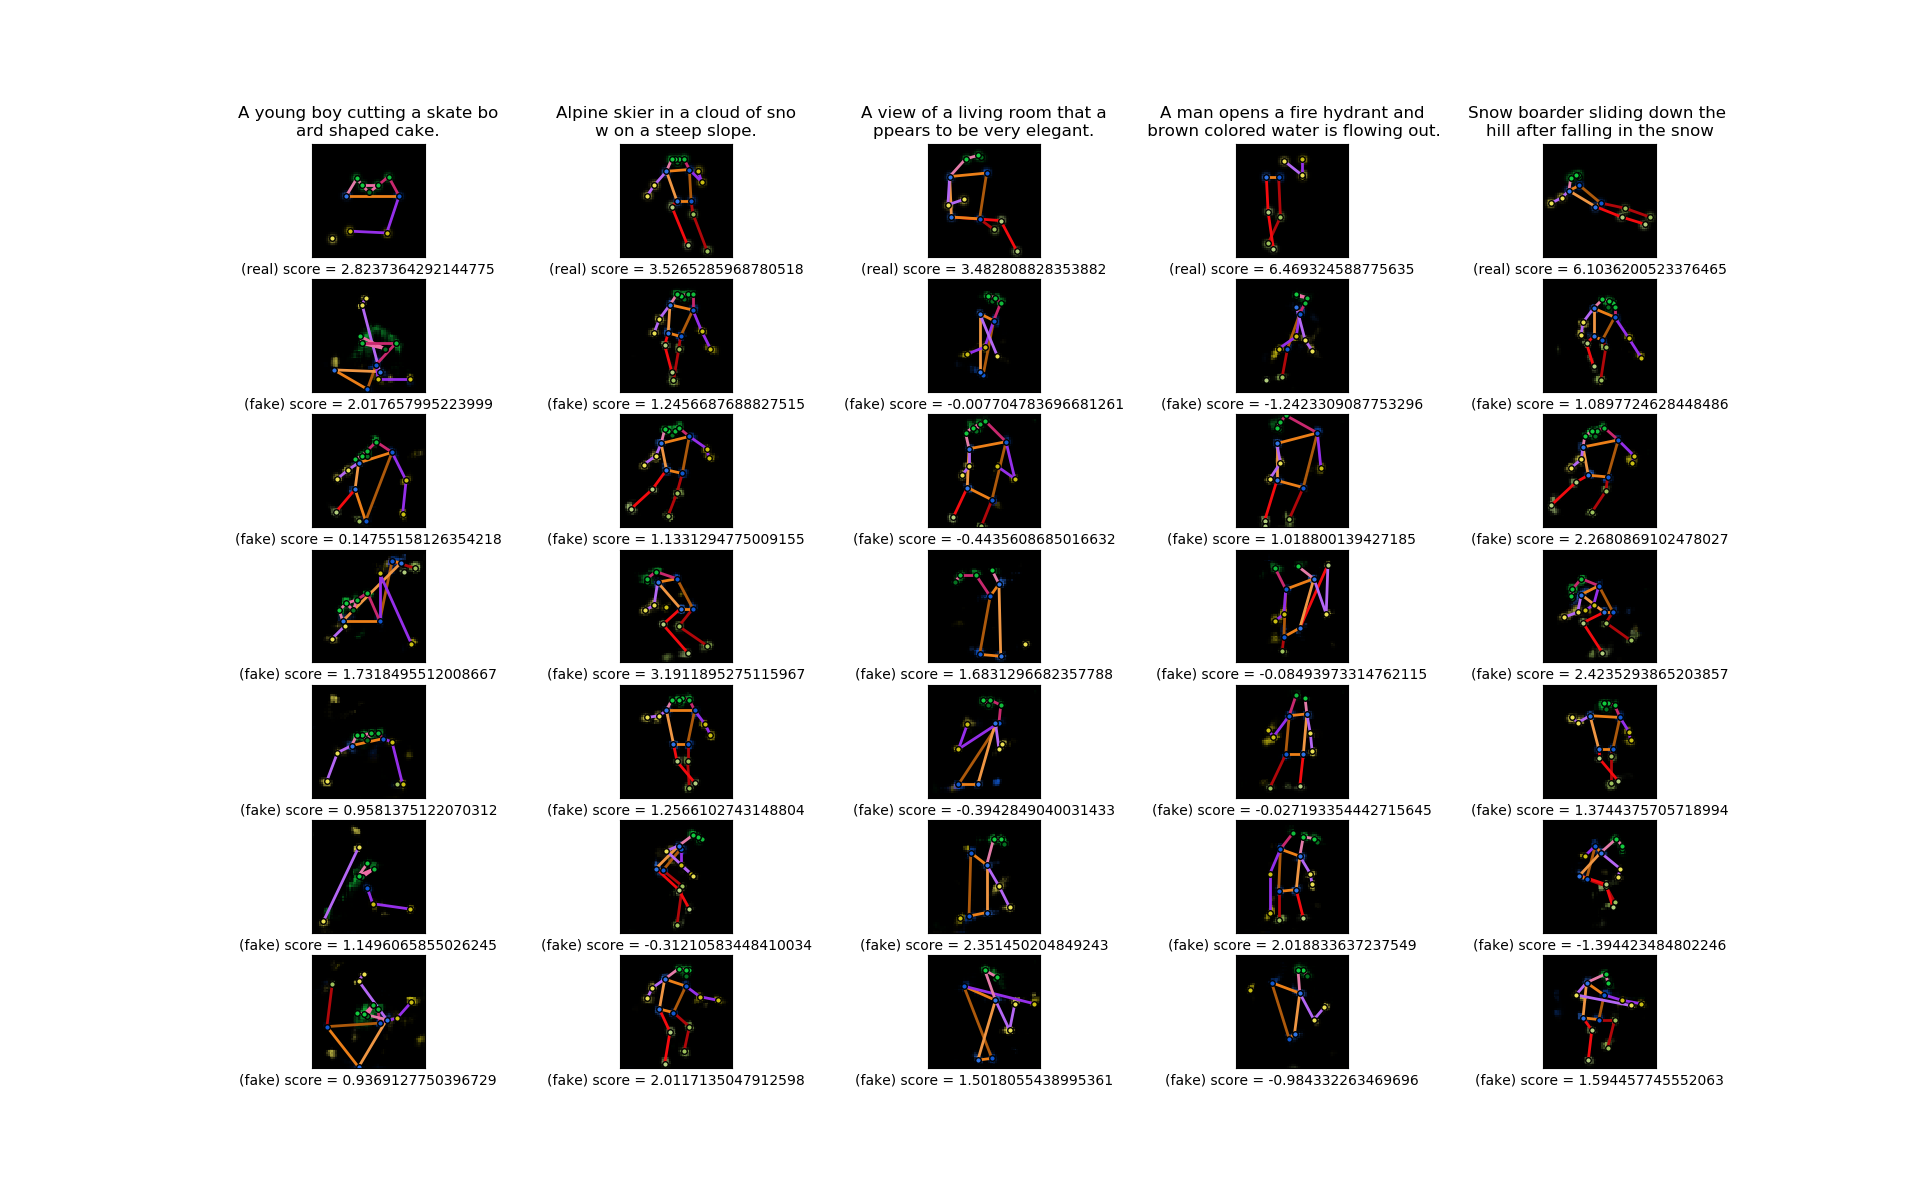 A young boy cutting a skate bo
ard shaped cake.
Alpine skier in a cloud of sno
w on a steep slope.
A view of a living room that a
ppears to be very elegant.
A man opens a fire hydrant and
brown colored water is flowing out.
Snow boarder sliding down the
hill after falling in the snow
(real) score = 2.8237364292144775
(real) score = 3.5265285968780518
(real) score = 3.482808828353882
(real) score = 6.469324588775635
(real) score = 6.1036200523376465
(fake) score = 2.017657995223999
(fake) score = 1.2456687688827515
(fake) score = -0.007704783696681261
(fake) score = -1.2423309087753296
(fake) score = 1.0897724628448486
(fake) score = 0.14755158126354218
(fake) score = 1.1331294775009155
(fake) score = -0.4435608685016632
(fake) score = 1.018800139427185
(fake) score = 2.2680869102478027
(fake) score = 1.7318495512008667
(fake) score = 3.1911895275115967
(fake) score = 1.6831296682357788
(fake) score = -0.08493973314762115
(fake) score = 2.4235293865203857
(fake) score = 0.9581375122070312
(fake) score = 1.2566102743148804
(fake) score = -0.3942849040031433
(fake) score = -0.027193354442715645
(fake) score = 1.3744375705718994
(fake) score = 1.1496065855026245
(fake) score = -0.31210583448410034
(fake) score = 2.351450204849243
(fake) score = 2.018833637237549
(fake) score = -1.394423484802246
(fake) score = 0.9369127750396729
(fake) score = 2.0117135047912598
(fake) score = 1.5018055438995361
(fake) score = -0.984332263469696
(fake) score = 1.594457745552063